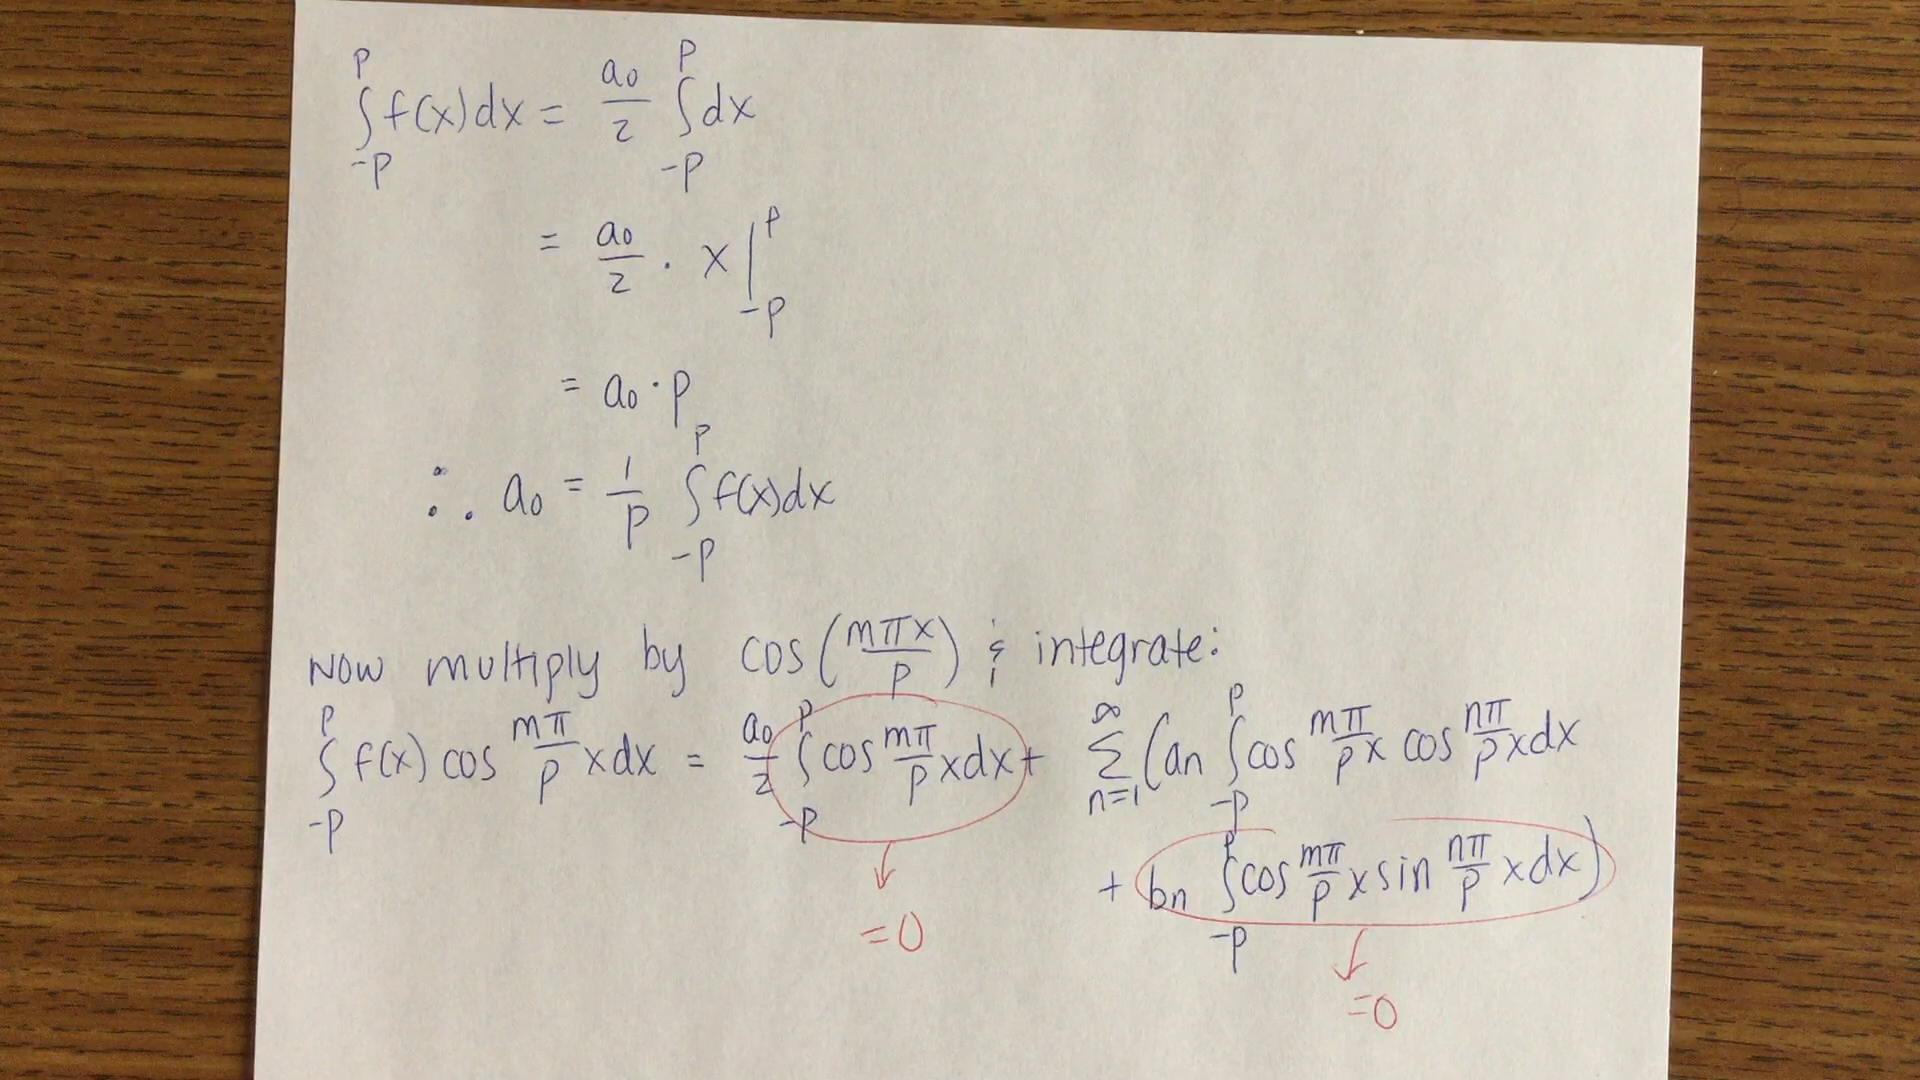 ∫_{-p}^{p} f(x)dx = a₀/2 ∫_{-p}^{p} dx
= a₀/2 · x |_{-p}^{p}
= a₀ · p
∴ a₀ = 1/p ∫_{-p}^{p} f(x)dx
Now multiply by cos(mπx/p) & integrate:
∫_{-p}^{p} f(x) cos mπ/p x dx = a₀/2 ∫_{-p}^{p} cos mπ/p x dx + ∑_{n=1}^{∞} (an ∫_{-p}^{p} cos mπ/p x cos nπ/p x dx
+ bn ∫_{-p}^{p} cos mπ/p x sin nπ/p x dx)
=0
=0